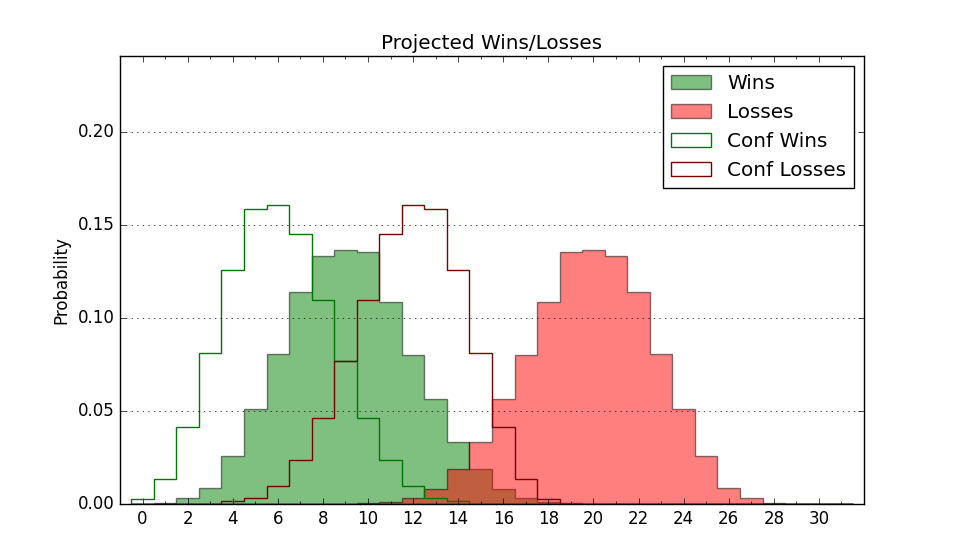 Projected Wins/Losses
Wins
Losses
Conf Wins
Conf Losses
Probability
0.20
0.15
0.10
0.05
0.00
0 2 4 6 8 10 12 14 16 18 20 22 24 26 28 30